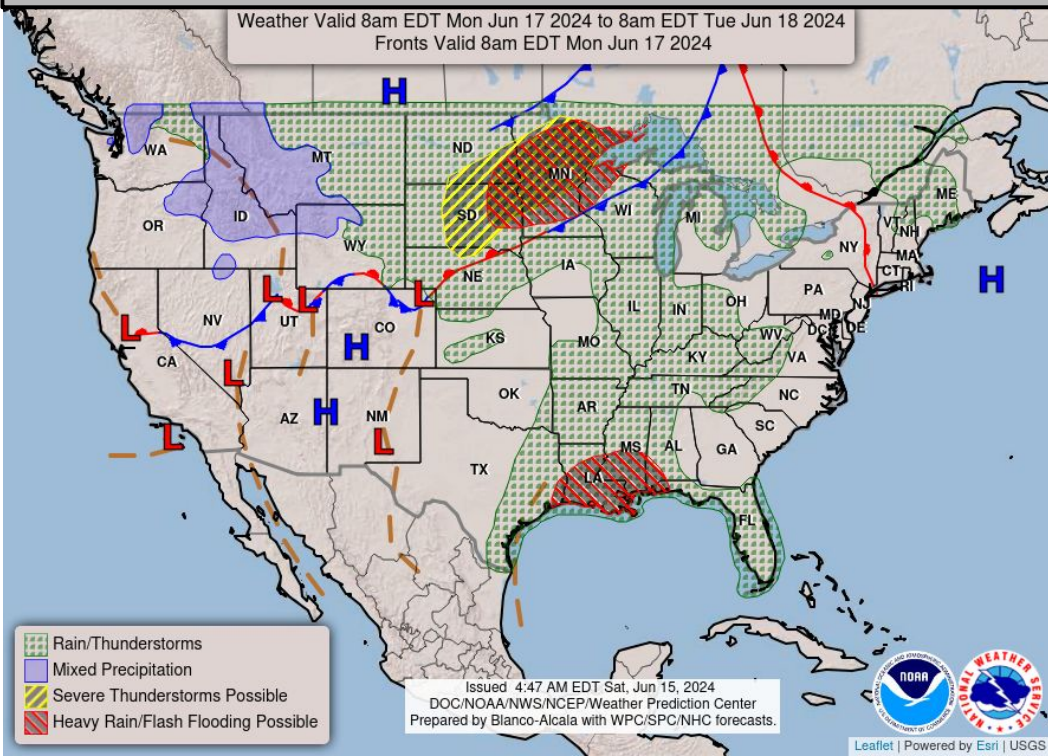 Weather Valid 8am EDT Mon Jun 17 2024 to 8am EDT Tue Jun 18 2024
Fronts Valid 8am EDT Mon Jun 17 2024
H
WA
MT
ND
MN
ME
OR
ID
SD
WI
MI
VT
NH
WY
NY
MA
CT
RI
NE
IA
H
L
L
L
PA
NJ
NV
UT
CO
IL
IN
OH
MD
DE
DC
L
H
KS
MO
WV
VA
CA
KY
L
AZ
H
NM
OK
AR
TN
NC
L
L
MS
AL
GA
SC
TX
LA
FL
Rain/Thunderstorms
Mixed Precipitation
Severe Thunderstorms Possible
Heavy Rain/Flash Flooding Possible
Issued 4:47 AM EDT Sat, Jun 15, 2024
DOC/NOAA/NWS/NCEP/Weather Prediction Center
Prepared by Blanco-Alcala with WPC/SPC/NHC forecasts.
NOAA
NATIONAL WEATHER SERVICE
Leaflet | Powered by Esri | USGS